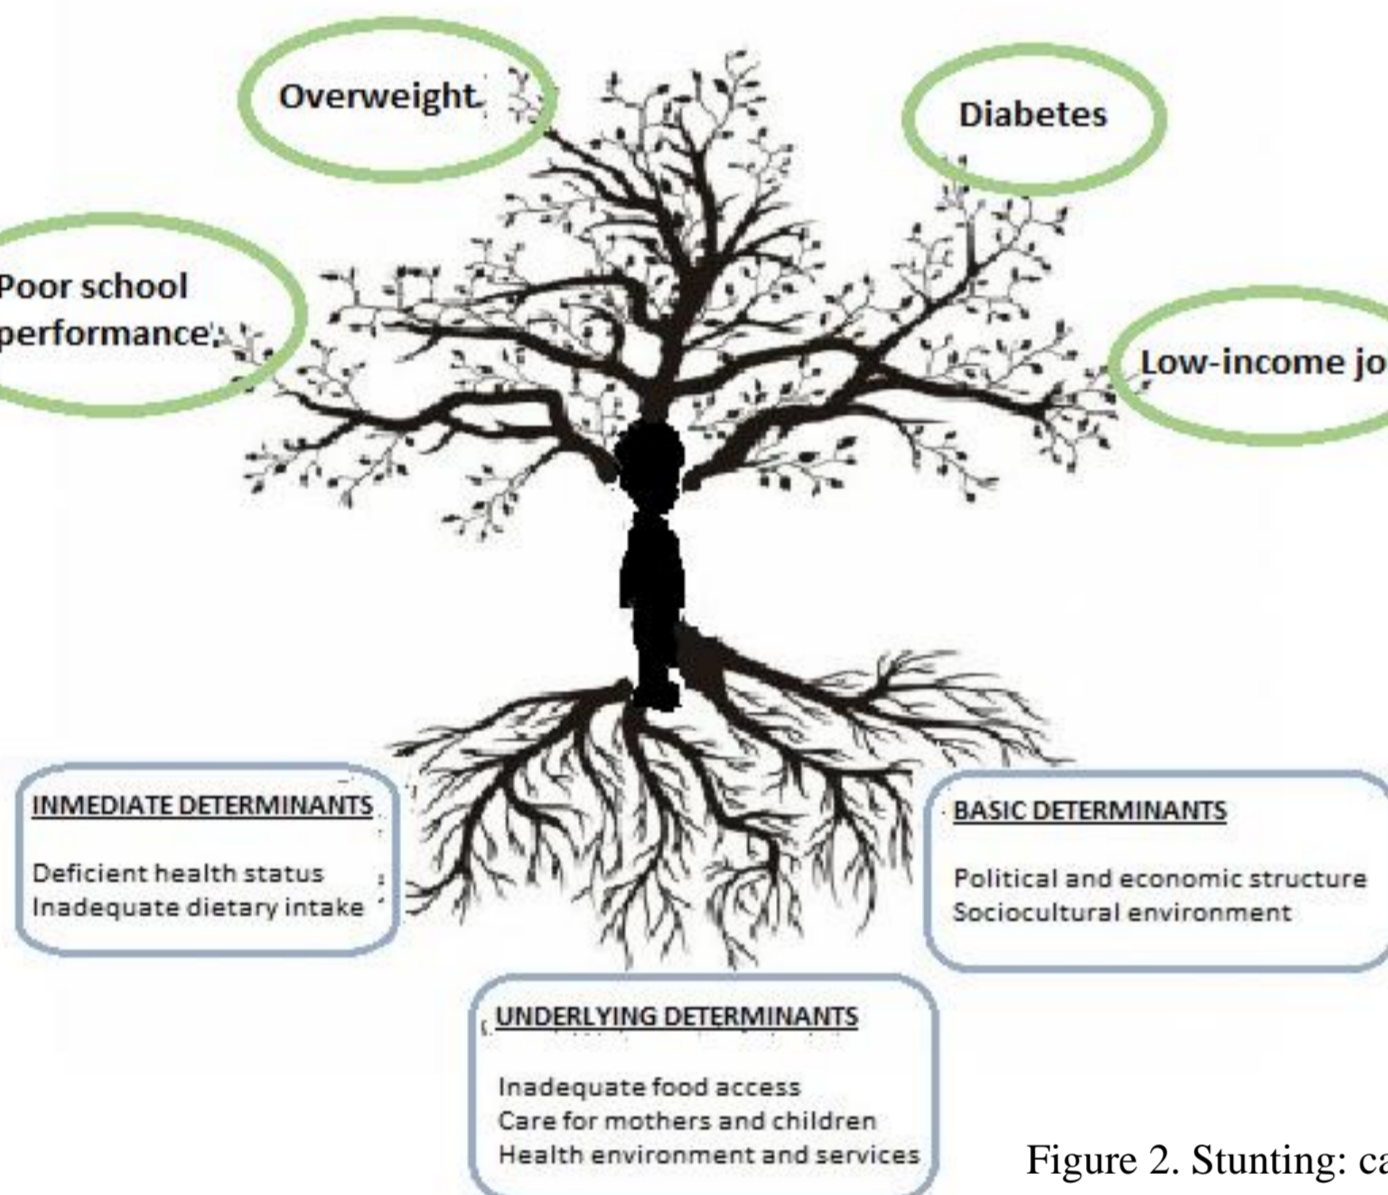 Overweight
Diabetes
Poor school
performance
Low-income jo
INMEDIATE DETERMINANTS
Deficient health status
Inadequate dietary intake
BASIC DETERMINANTS
Political and economic structure
Sociocultural environment
UNDERLYING DETERMINANTS
Inadequate food access
Care for mothers and children
Health environment and services
Figure 2. Stunting: ca